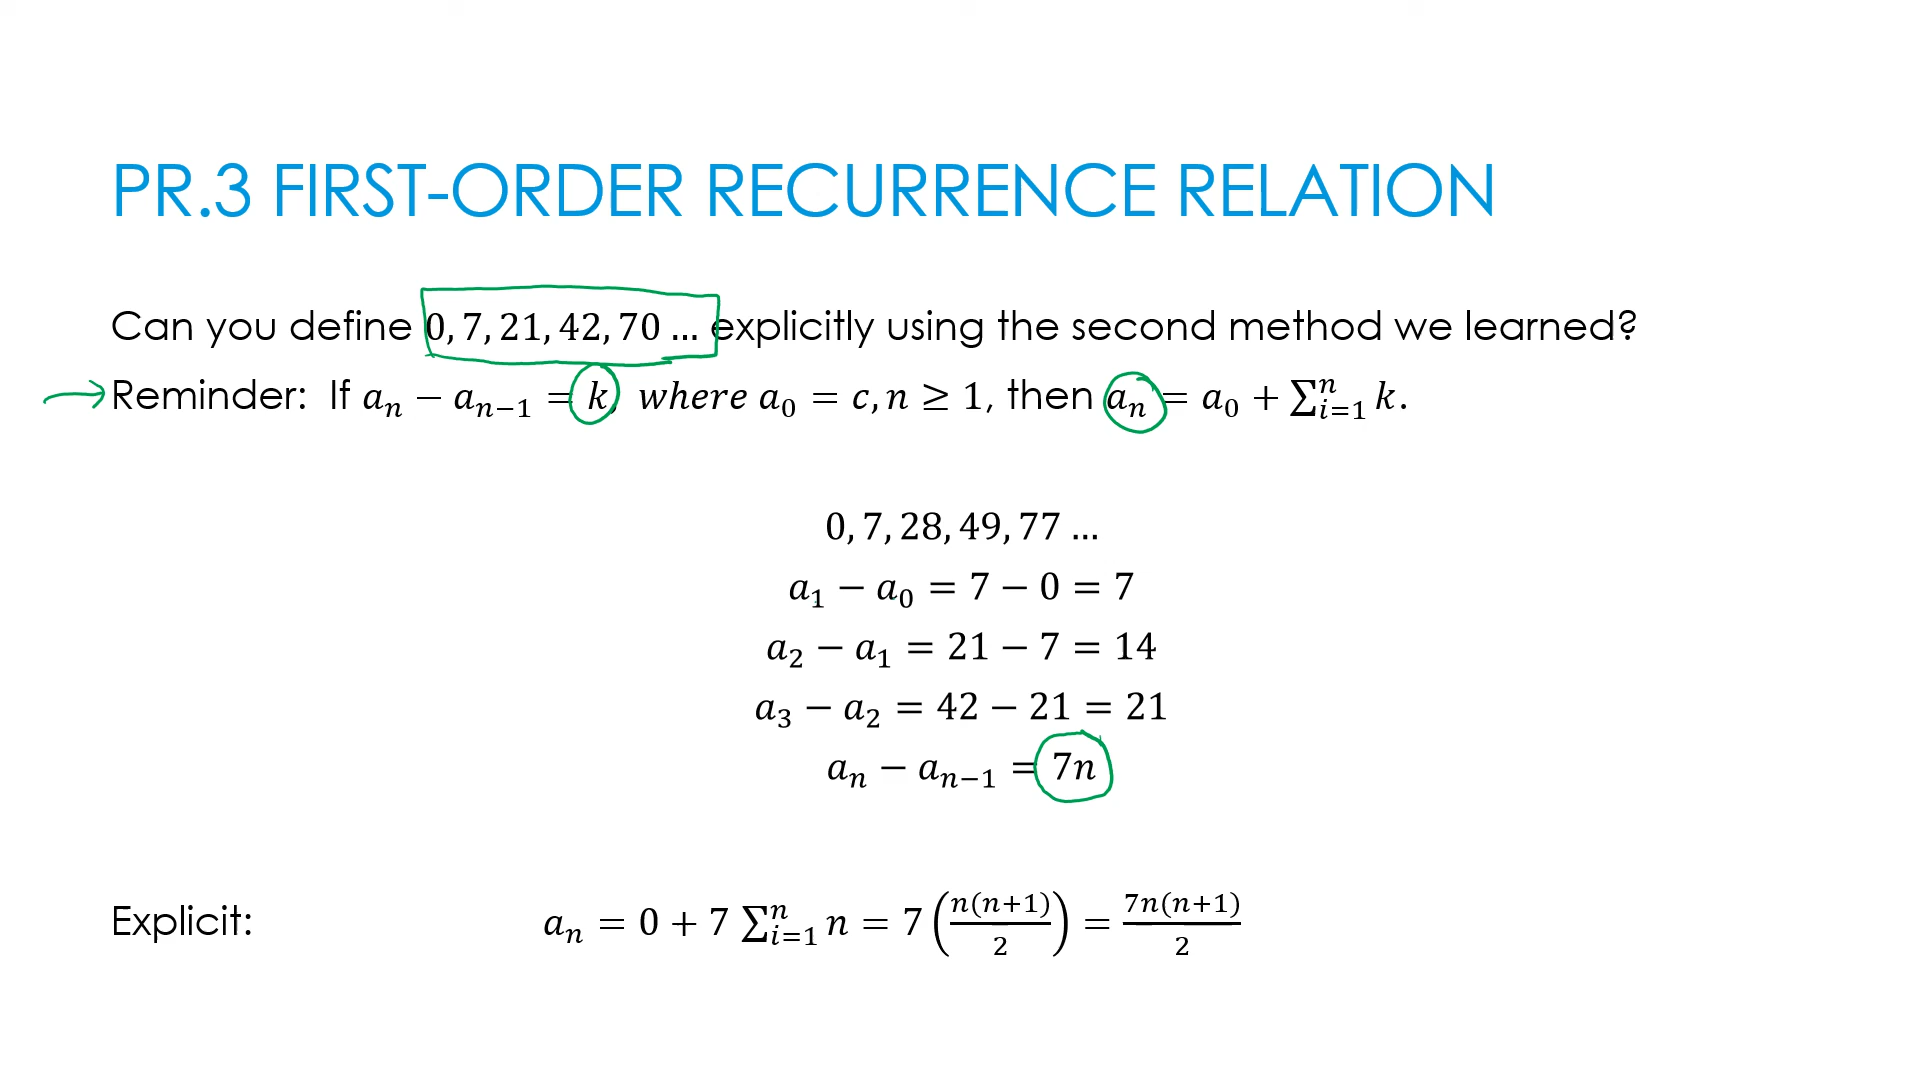 PR.3 FIRST-ORDER RECURRENCE RELATION
Can you define 0, 7, 21, 42, 70 … explicitly using the second method we learned?
Reminder: If aₙ − aₙ₋₁ = k, where a₀ = c, n ≥ 1, then aₙ = a₀ + ∑ⁿᵢ₌₁ k.
0, 7, 28, 49, 77 …
a₁ − a₀ = 7 − 0 = 7
a₂ − a₁ = 21 − 7 = 14
a₃ − a₂ = 42 − 21 = 21
aₙ − aₙ₋₁ = 7n
Explicit: aₙ = 0 + 7 ∑ⁿᵢ₌₁ n = 7 (n(n+1)/2) = 7n(n+1)/2